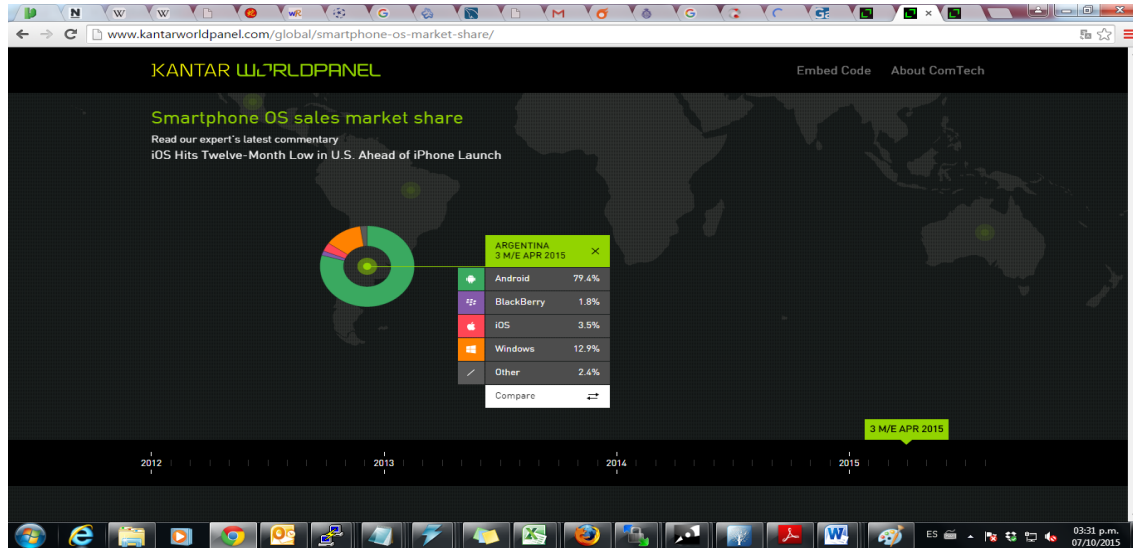 N
W
W
WR
G
M
G
GF
www.kantarworldpanel.com/global/smartphone-os-market-share/
KANTAR WORLDPANEL
Embed Code About ComTech
Smartphone OS sales market share
Read our expert's latest commentary
iOS Hits Twelve-Month Low in U.S. Ahead of iPhone Launch
ARGENTINA
3 M/E APR 2015
Android 79.4%
BlackBerry 1.8%
iOS 3.5%
Windows 12.9%
Other 2.4%
Compare
3 M/E APR 2015
2012 2013 2014 2015
ES
03:31 p.m.
07/10/2015